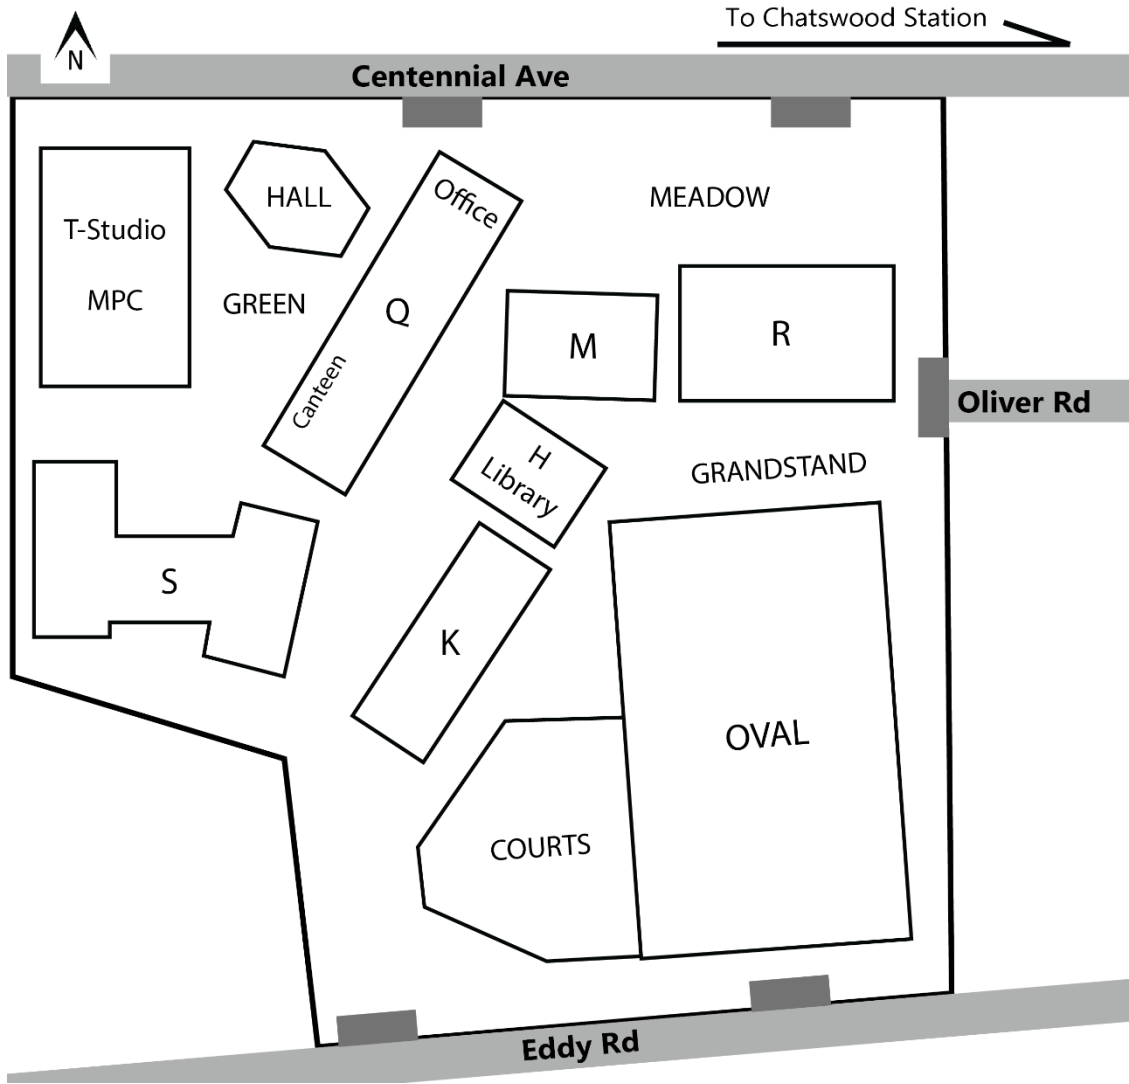 To Chatswood Station
N
Centennial Ave
HALL
Office
MEADOW
T-Studio
MPC
GREEN
Q
Canteen
M
R
Oliver Rd
H
Library
GRANDSTAND
S
K
OVAL
COURTS
Eddy Rd